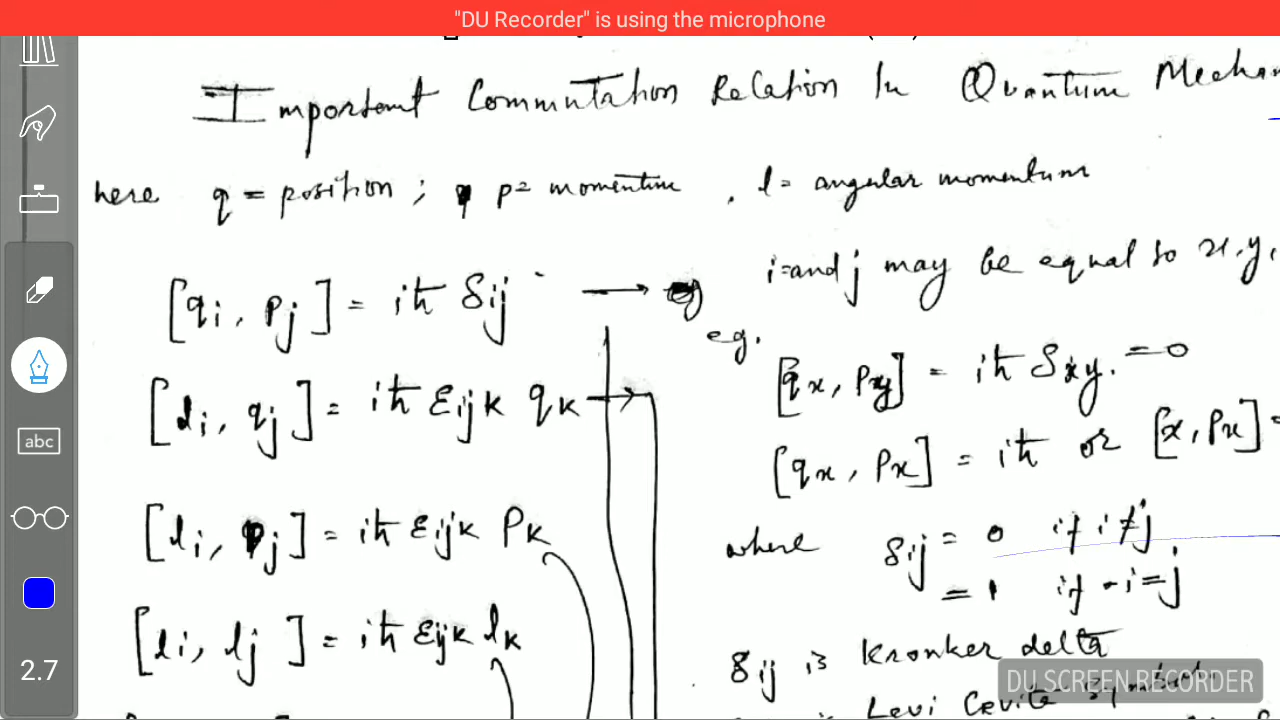 "DU Recorder" is using the microphone
Important Commutation Relation In Quantum Mechan
here q = position ; p = momentum , l = angular momentum
i=and j may be equal to x, y,
[qi, pj] = iħ δij → eg
eg. [qx, py] = iħ δxy. = 0
[li, qj] = iħ εijk qk →
[qx, px] = iħ or [x, px] =
[li, pj] = iħ εijk Pk
where δij = 0 if i ≠ j
= 1 if - i = j
[li, lj] = iħ εijk lk
δij is Kronker delta
Levi Cevita Symbol
abc
2.7
DU SCREEN RECORDER